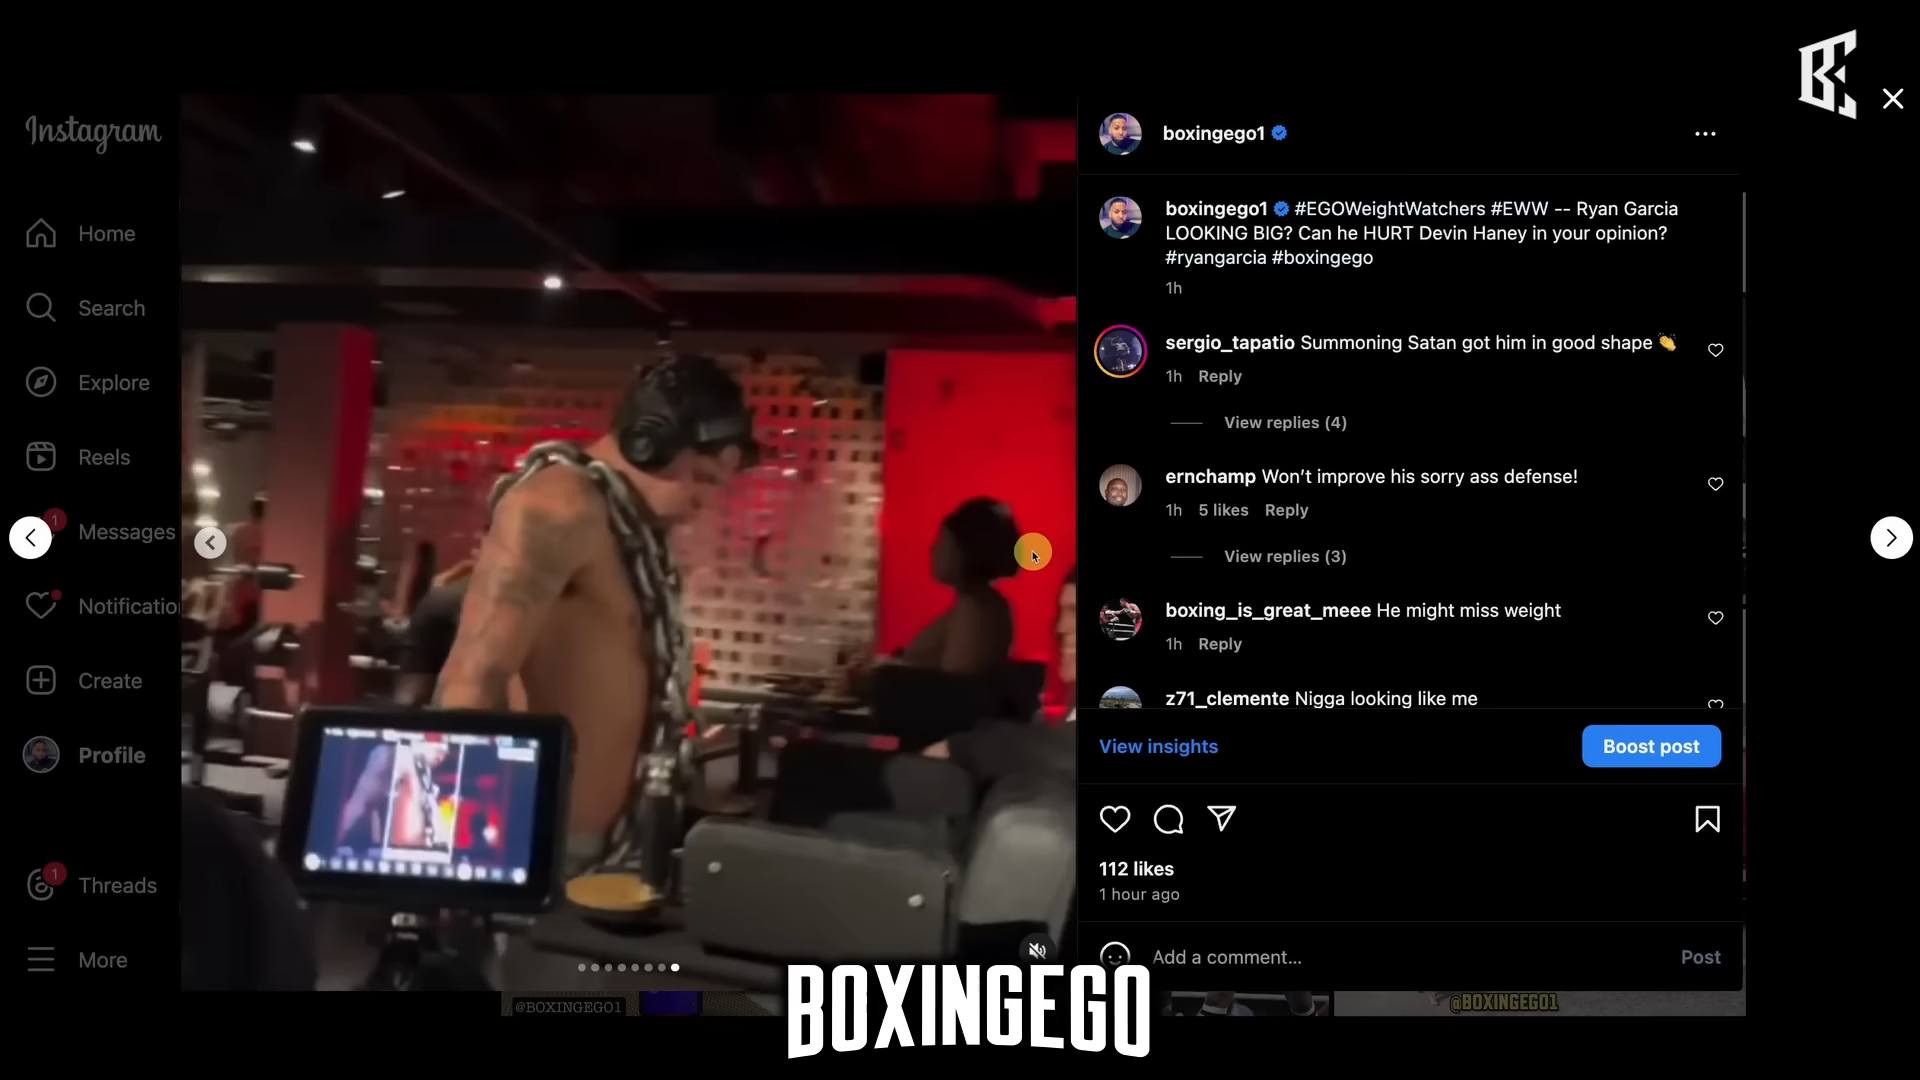 Instagram
Home
Search
Explore
Reels
1
Messages
Notificatio
Create
Profile
1
Threads
More
BE
boxingego1
boxingego1 #EGOWeightWatchers #EWW -- Ryan Garcia
LOOKING BIG? Can he HURT Devin Haney in your opinion?
#ryangarcia #boxingego
1h
sergio_tapatio Summoning Satan got him in good shape 👏
1h Reply
View replies (4)
ernchamp Won’t improve his sorry ass defense!
1h 5 likes Reply
View replies (3)
boxing_is_great_meee He might miss weight
1h Reply
z71_clemente Nigga looking like me
View insights
Boost post
112 likes
1 hour ago
Add a comment...
Post
@BOXINGEGO1
BOXINGEGO
@BOXINGEGO1